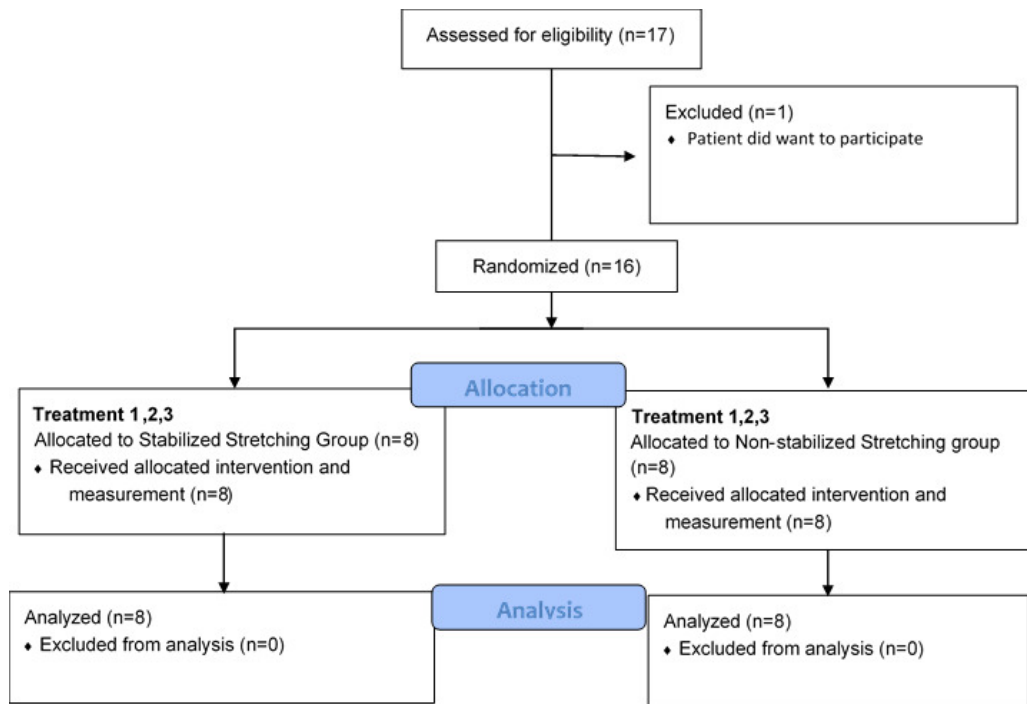 Assessed for eligibility (n=17)
Excluded (n=1)
♦ Patient did want to participate
Randomized (n=16)
Allocation
Treatment 1,2,3
Allocated to Stabilized Stretching Group (n=8)
♦ Received allocated intervention and
measurement (n=8)
Treatment 1,2,3
Allocated to Non-stabilized Stretching group
(n=8)
♦ Received allocated intervention and
measurement (n=8)
Analysis
Analyzed (n=8)
♦ Excluded from analysis (n=0)
Analyzed (n=8)
♦ Excluded from analysis (n=0)